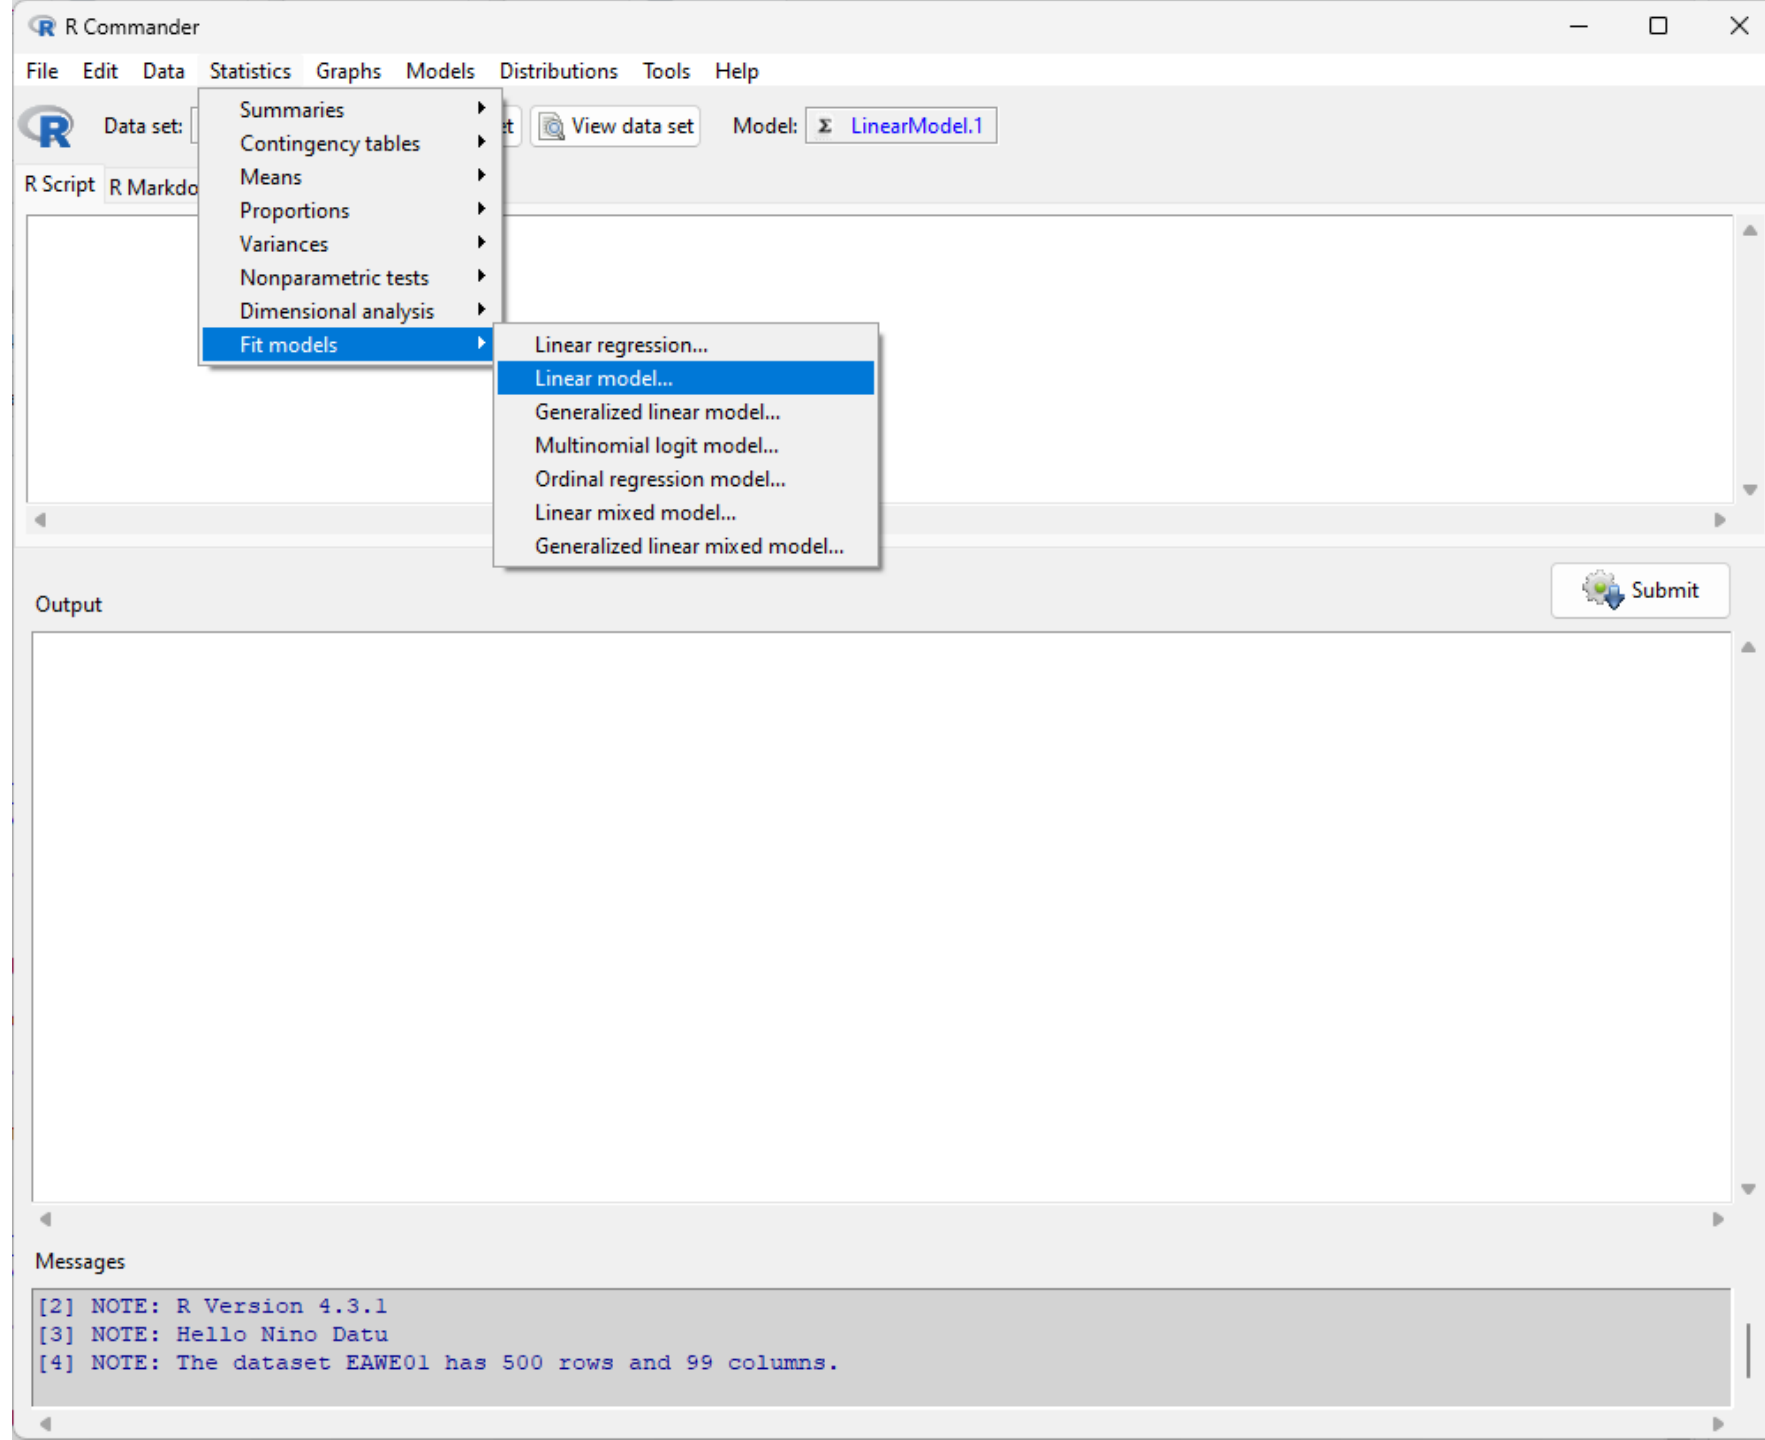 R Commander
File Edit Data Statistics Graphs Models Distributions Tools Help
Data set: View data set Model: Σ LinearModel.1
R Script R Markdo
Summaries
Contingency tables
Means
Proportions
Variances
Nonparametric tests
Dimensional analysis
Fit models
Linear regression...
Linear model...
Generalized linear model...
Multinomial logit model...
Ordinal regression model...
Linear mixed model...
Generalized linear mixed model...
Submit
Output
Messages
[2] NOTE: R Version 4.3.1
[3] NOTE: Hello Nino Datu
[4] NOTE: The dataset EAWE01 has 500 rows and 99 columns.